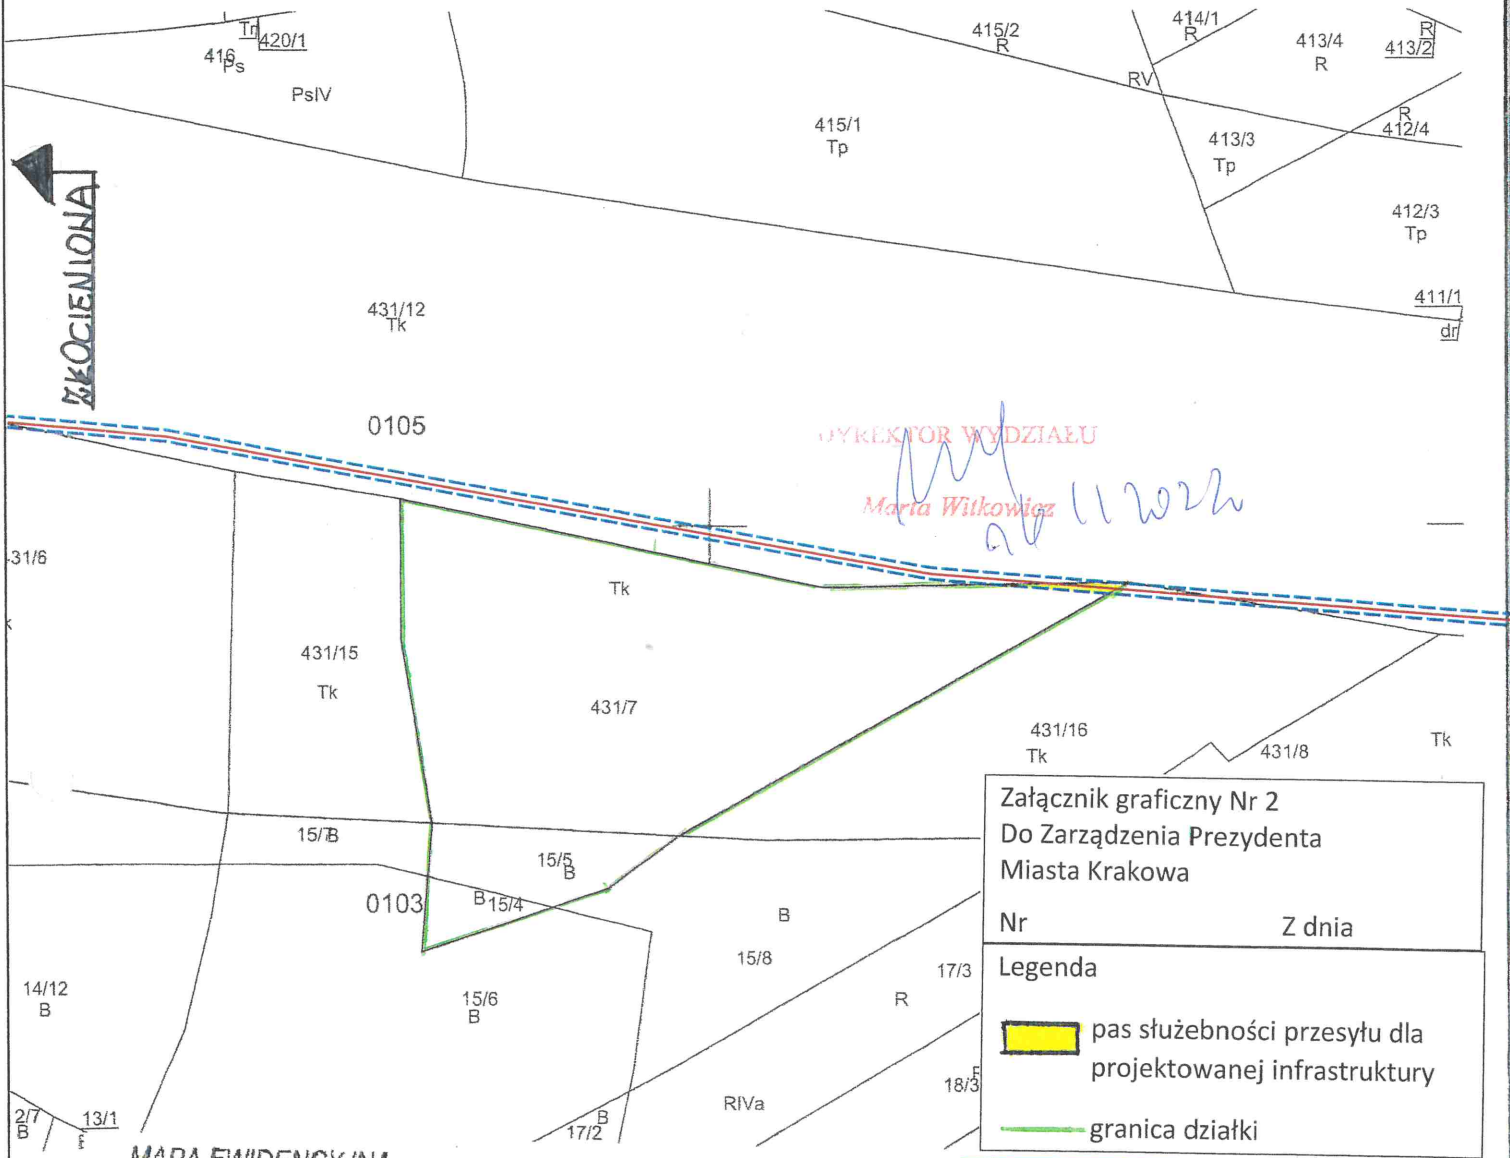 Tr
420/1
416
Ps
PsIV
415/2
R
414/1
R
413/4
R
R
413/2
RV
415/1
Tp
413/3
Tp
R
412/4
412/3
Tp
411/1
dr
431/12
Tk
0105
DYREKTOR WYDZIAŁU
Marta Witkowicz
31/6
Tk
431/15
Tk
431/7
431/16
Tk
431/8
Tk
15/7
B
15/5
B
B
15/4
0103
B
15/8
17/3
14/12
B
15/6
B
R
18/3
RIVa
B
17/2
2/7
B
13/1
Załącznik graficzny Nr 2
Do Zarządzenia Prezydenta
Miasta Krakowa
Nr Z dnia
Legenda
pas służebności przesyłu dla
projektowanej infrastruktury
granica działki
MAPA EWIDENCYJNA